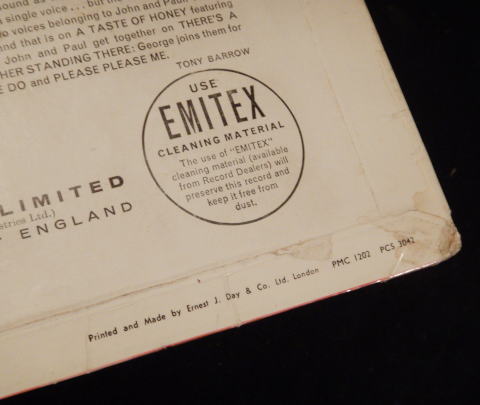 ound as
a single voice ... but the
o voices belonging to John and Paul
nd that is on A TASTE OF HONEY featuring
John and Paul get together on THERE'S A
HER STANDING THERE: George joins them for
E DO and PLEASE PLEASE ME.
TONY BARROW
USE
EMITEX
CLEANING MATERIAL
The use of "EMITEX"
cleaning material (available
from Record Dealers) will
preserve this record and
keep it free from
dust.
LIMITED
stries Ltd.)
ENGLAND
Printed and Made by Ernest J. Day & Co. Ltd. London PMC 1202 PCS 3042